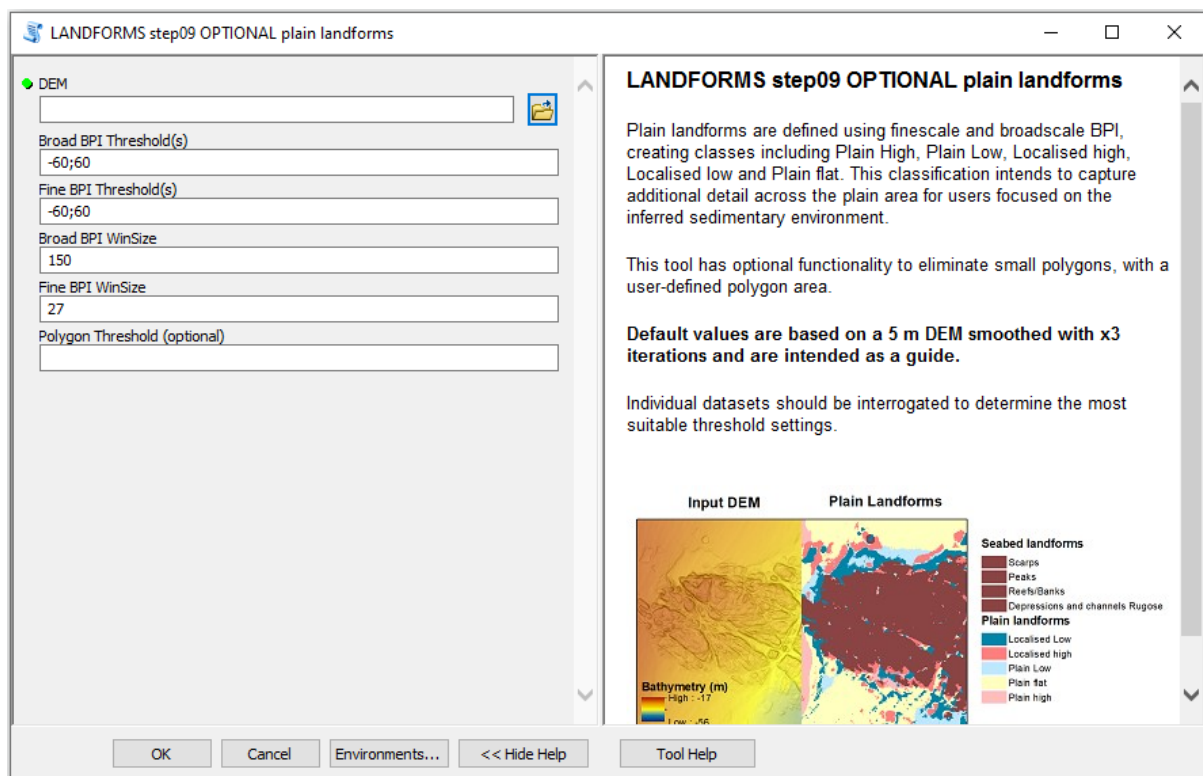 LANDFORMS step09 OPTIONAL plain landforms
DEM
Broad BPI Threshold(s)
-60;60
Fine BPI Threshold(s)
-60;60
Broad BPI WinSize
150
Fine BPI WinSize
27
Polygon Threshold (optional)
LANDFORMS step09 OPTIONAL plain landforms
Plain landforms are defined using finescale and broadscale BPI,
creating classes including Plain High, Plain Low, Localised high,
Localised low and Plain flat. This classification intends to capture
additional detail across the plain area for users focused on the
inferred sedimentary environment.
This tool has optional functionality to eliminate small polygons, with a
user-defined polygon area.
Default values are based on a 5 m DEM smoothed with x3
iterations and are intended as a guide.
Individual datasets should be interrogated to determine the most
suitable threshold settings.
Input DEM
Plain Landforms
Bathymetry (m)
High : -17
Low : -56
Seabed landforms
Scarps
Peaks
Reefs/Banks
Depressions and channels Rugose
Plain landforms
Localised Low
Localised high
Plain Low
Plain flat
Plain high
OK
Cancel
Environments...
<< Hide Help
Tool Help